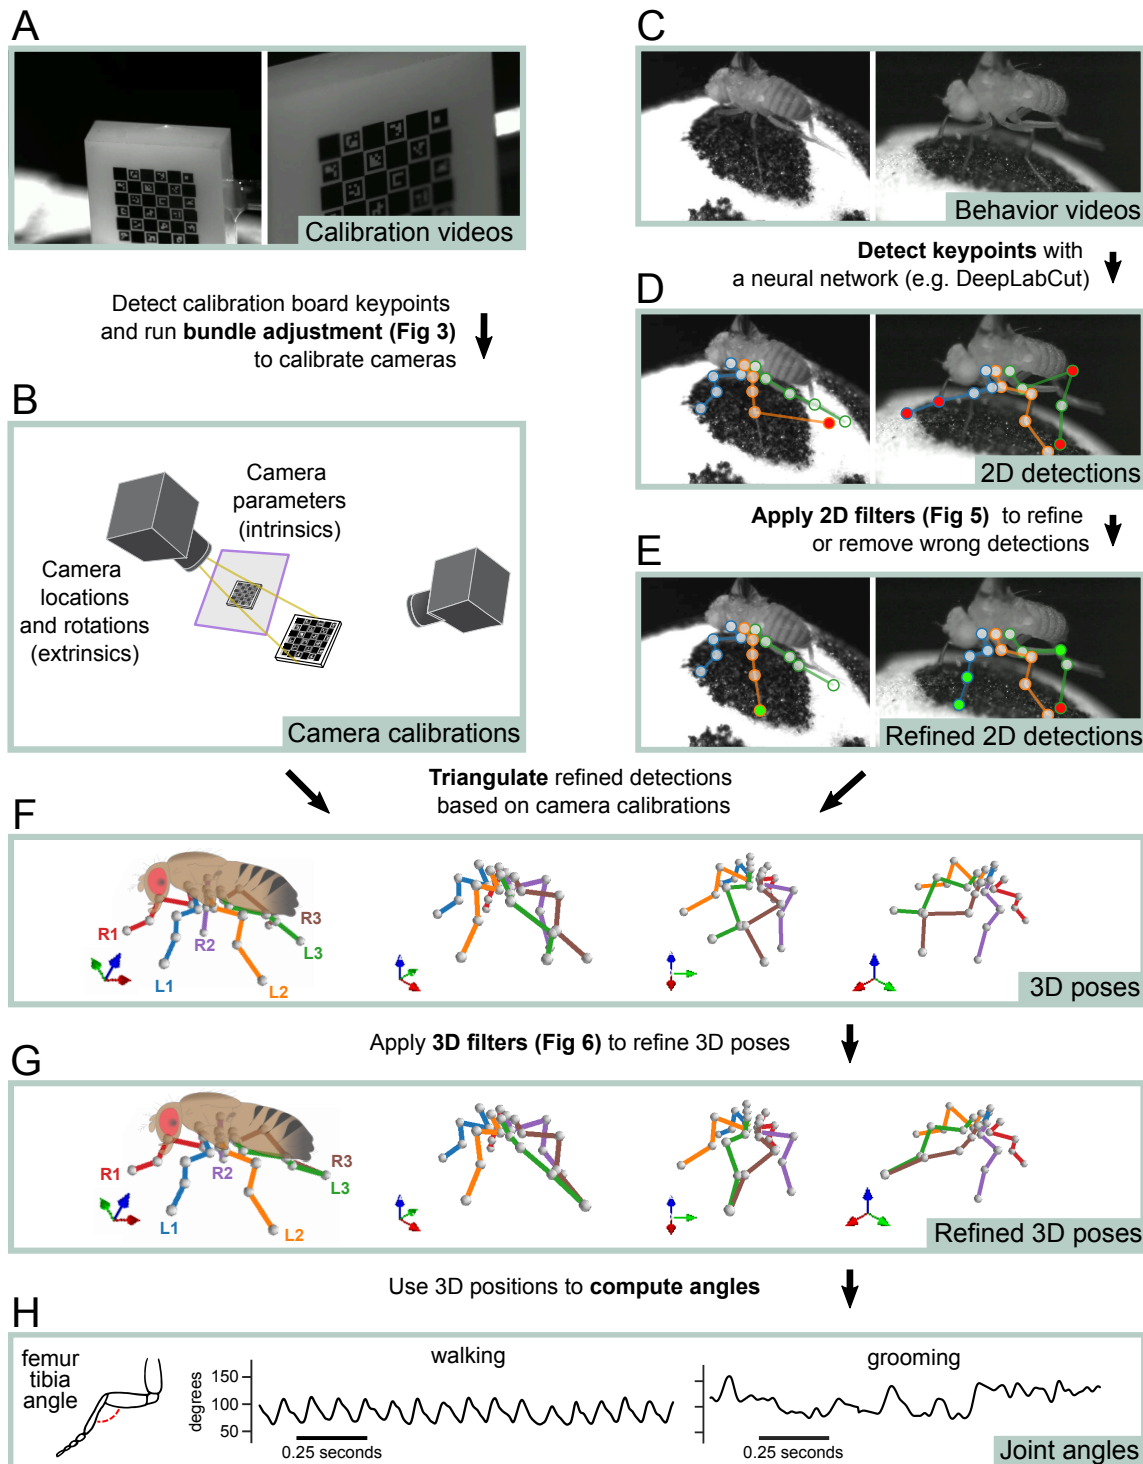 A
Calibration videos
Detect calibration board keypoints
and run bundle adjustment (Fig 3)
to calibrate cameras
B
Camera
parameters
(intrinsics)
Camera
locations
and rotations
(extrinsics)
Camera calibrations
C
Behavior videos
Detect keypoints with
a neural network (e.g. DeepLabCut)
D
2D detections
Apply 2D filters (Fig 5) to refine
or remove wrong detections
E
Refined 2D detections
Triangulate refined detections
based on camera calibrations
F
R1
R2
R3
L3
L1
L2
3D poses
Apply 3D filters (Fig 6) to refine 3D poses
G
R1
R2
R3
L3
L1
L2
Refined 3D poses
Use 3D positions to compute angles
H
femur
tibia
angle
walking
degrees
150
100
50
0.25 seconds
grooming
0.25 seconds
Joint angles